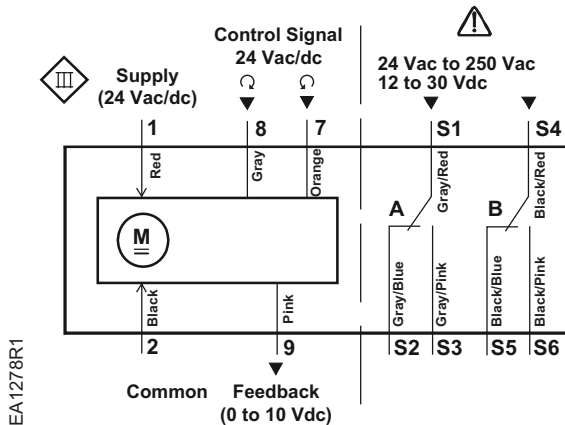 Control Signal
24 Vac/dc
24 Vac to 250 Vac
12 to 30 Vdc
III
Supply
(24 Vac/dc)
1
8
7
S1
S4
Red
Gray
Orange
Gray/Red
Black/Red
A
B
M
Black
Pink
Gray/Blue
Gray/Pink
Black/Blue
Black/Pink
2
9
S2
S3
S5
S6
Common
Feedback
(0 to 10 Vdc)
EA1278R1